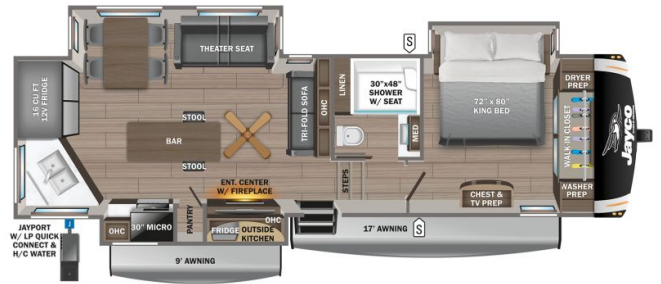 THEATER SEAT
16 CU FT
12V FRIDGE
STOOL
BAR
STOOL
TRI-FOLD SOFA
OHC
LINEN
30"x48"
SHOWER
W/ SEAT
S
MED
72" x 80"
KING BED
DRYER
PREP
WALK-IN CLOSET
WASHER
PREP
Jayco
ENT. CENTER
W/ FIREPLACE
STEPS
CHEST &
TV PREP
PANTRY
OHC
30" MICRO
OHC
FRIDGE
OUTSIDE
KITCHEN
17' AWNING
S
9' AWNING
JAYPORT
W/ LP QUICK
CONNECT &
H/C WATER